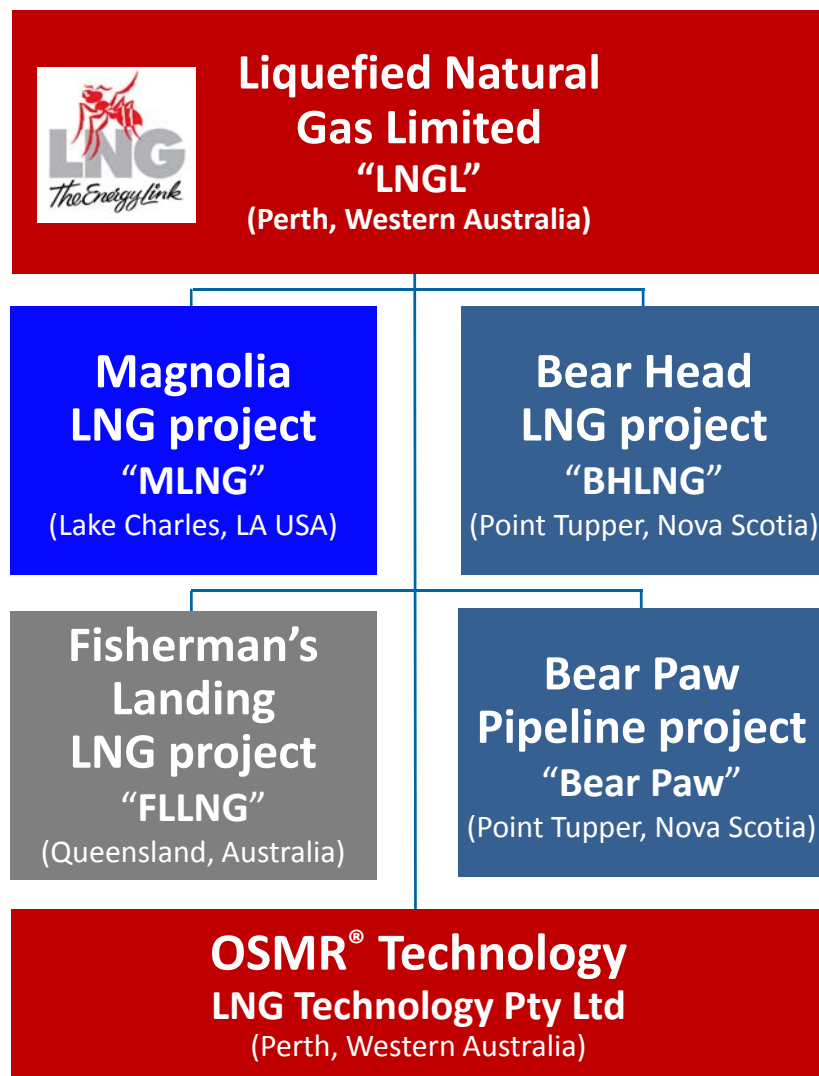 LNG
The Energy Link
Liquefied Natural
Gas Limited
“LNGL”
(Perth, Western Australia)
Magnolia
LNG project
“MLNG”
(Lake Charles, LA USA)
Bear Head
LNG project
“BHLNG”
(Point Tupper, Nova Scotia)
Fisherman’s
Landing
LNG project
“FLLNG”
(Queensland, Australia)
Bear Paw
Pipeline project
“Bear Paw”
(Point Tupper, Nova Scotia)
OSMR® Technology
LNG Technology Pty Ltd
(Perth, Western Australia)